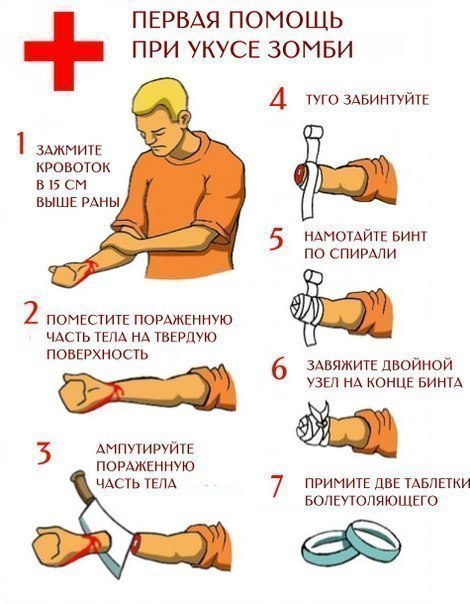 ПЕРВАЯ ПОМОЩЬ
ПРИ УКУСЕ ЗОМБИ
1 ЗАЖМИТЕ
КРОВОТОК
В 15 СМ
ВЫШЕ РАНЫ
2 ПОМЕСТИТЕ ПОРАЖЕННУЮ
ЧАСТЬ ТЕЛА НА ТВЕРДУЮ
ПОВЕРХНОСТЬ
3 АМПУТИРУЙТЕ
ПОРАЖЕННУЮ
ЧАСТЬ ТЕЛА
4 ТУГО ЗАБИНТУЙТЕ
5 НАМОТАЙТЕ БИНТ
ПО СПИРАЛИ
6 ЗАВЯЖИТЕ ДВОЙНОЙ
УЗЕЛ НА КОНЦЕ БИНТА
7 ПРИМИТЕ ДВЕ ТАБЛЕТКИ
БОЛЕУТОЛЯЮЩЕГО